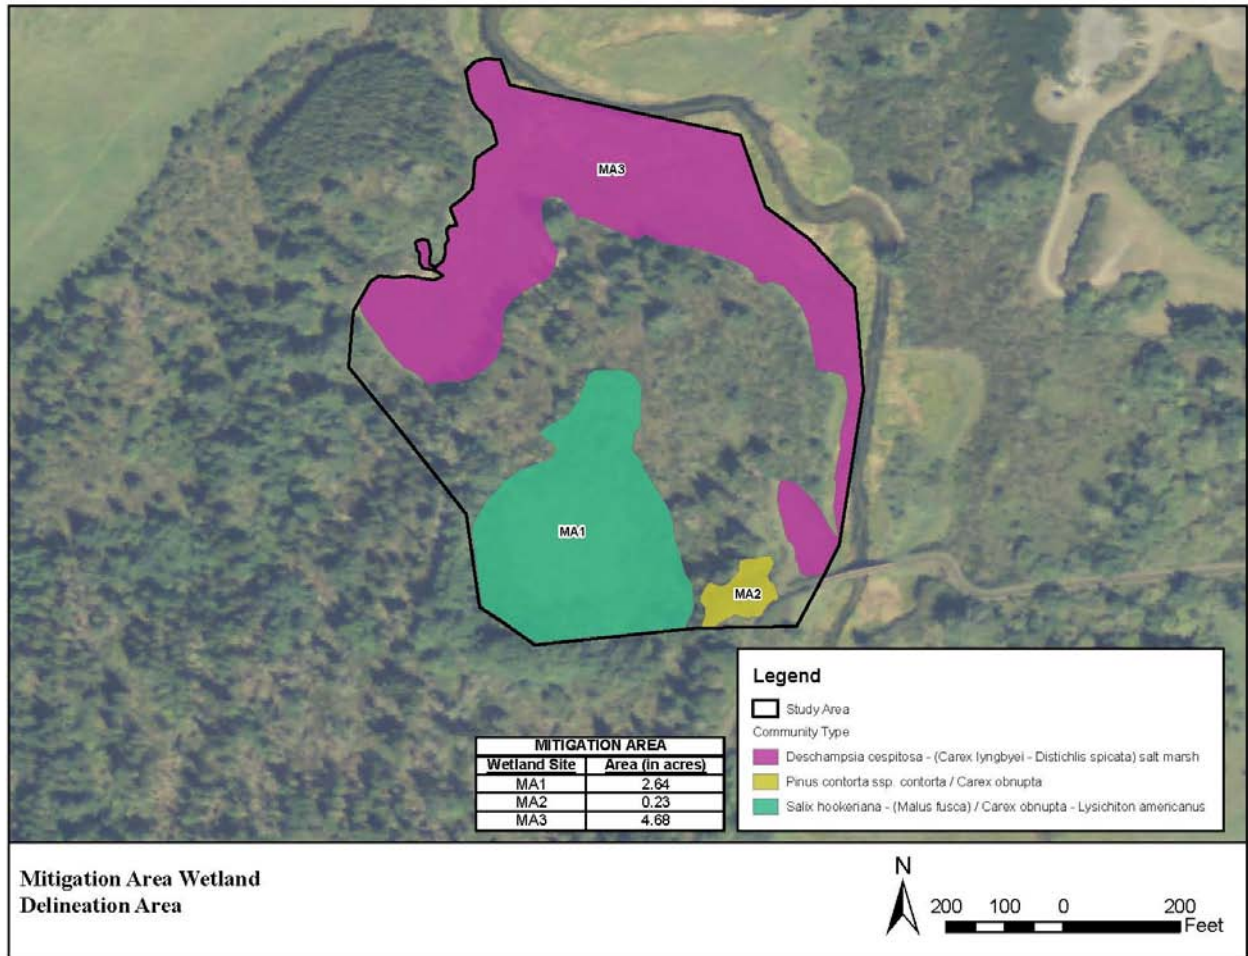 MA3
MA1
MA2
Legend
Study Area
Community Type
Deschampsia cespitosa - (Carex lyngbyei - Distichlis spicata) salt marsh
Pinus contorta ssp. contorta / Carex obnupta
Salix hookeriana - (Malus fusca) / Carex obnupta - Lysichiton americanus
MITIGATION AREA
Wetland Site Area (in acres)
MA1 2.64
MA2 0.23
MA3 4.68
Mitigation Area Wetland
Delineation Area
N
200 100 0 200
Feet